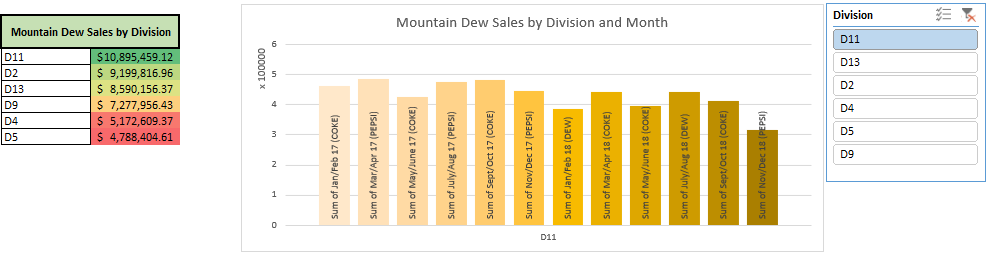 Mountain Dew Sales by Division
D11 $10,895,459.12
D2 $ 9,199,816.96
D13 $ 8,590,156.37
D9 $ 7,277,956.43
D4 $ 5,172,609.37
D5 $ 4,788,404.61
Mountain Dew Sales by Division and Month
x 100000
6
5
4
3
2
1
0
Sum of Jan/Feb 17 (COKE)
Sum of Mar/Apr 17 (PEPSI)
Sum of May/June 17 (COKE)
Sum of July/Aug 17 (PEPSI)
Sum of Sept/Oct 17 (COKE)
Sum of Nov/Dec 17 (PEPSI)
Sum of Jan/Feb 18 (DEW)
Sum of Mar/Apr 18 (COKE)
Sum of May/June 18 (COKE)
Sum of July/Aug 18 (DEW)
Sum of Sept/Oct 18 (COKE)
Sum of Nov/Dec 18 (PEPSI)
D11
Division
D11
D13
D2
D4
D5
D9